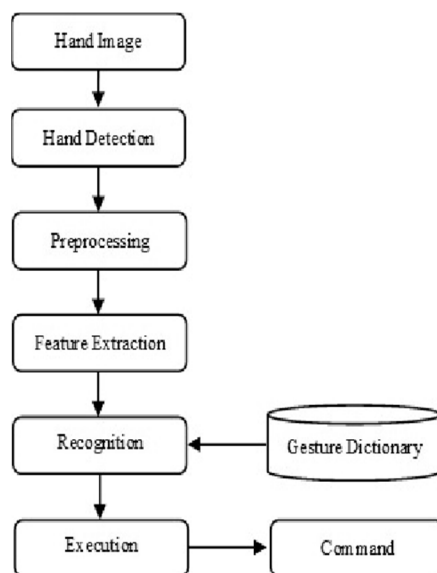 Hand Image
Hand Detection
Preprocessing
Feature Extraction
Recognition
Gesture Dictionary
Execution
Command